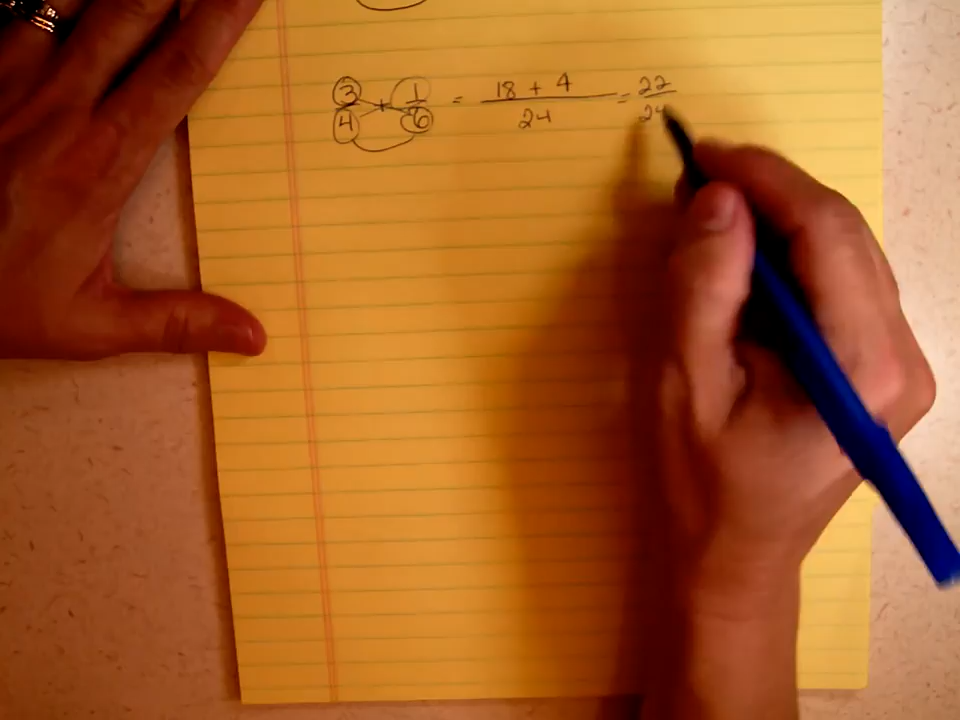 3/4 + 1/6 = 18 + 4/24 = 22/24